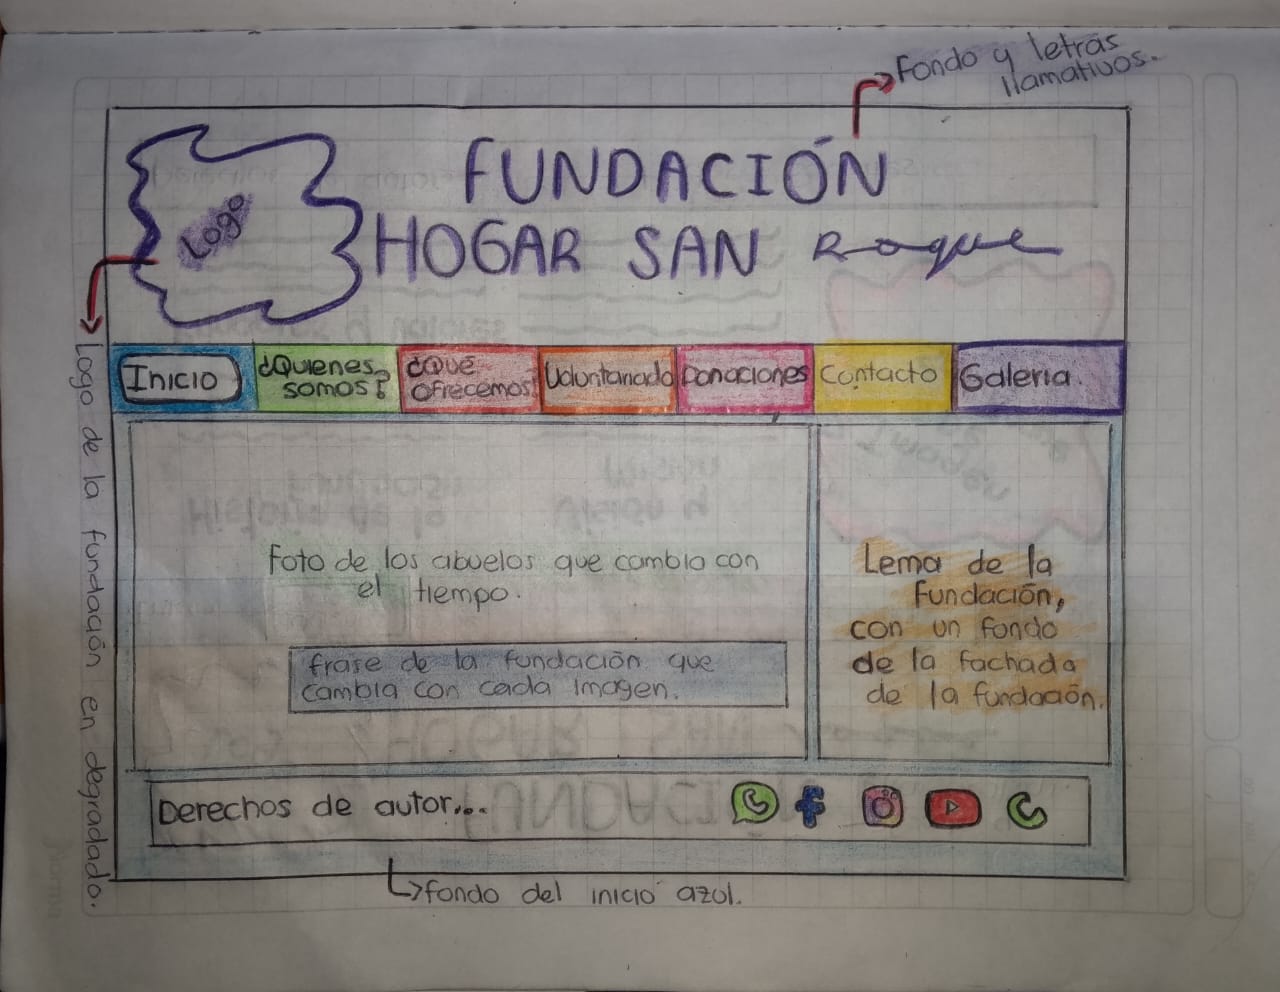 Fondo y letras
llamativos.
FUNDACIÓN
HOGAR SAN Roque
Logo
Logo de la fundación en degradado.
Inicio
¿Quienes
somos?
¿Qué
ofrecemos?
Voluntariado
Donaciones
Contacto
Galeria.
Foto de los abuelos que cambia con
el tiempo.
frase de la fundación que
cambia con cada imagen.
Lema de la
Fundación,
con un fondo
de la fachada
de la fundación.
Derechos de autor...
fondo del inicio azul.